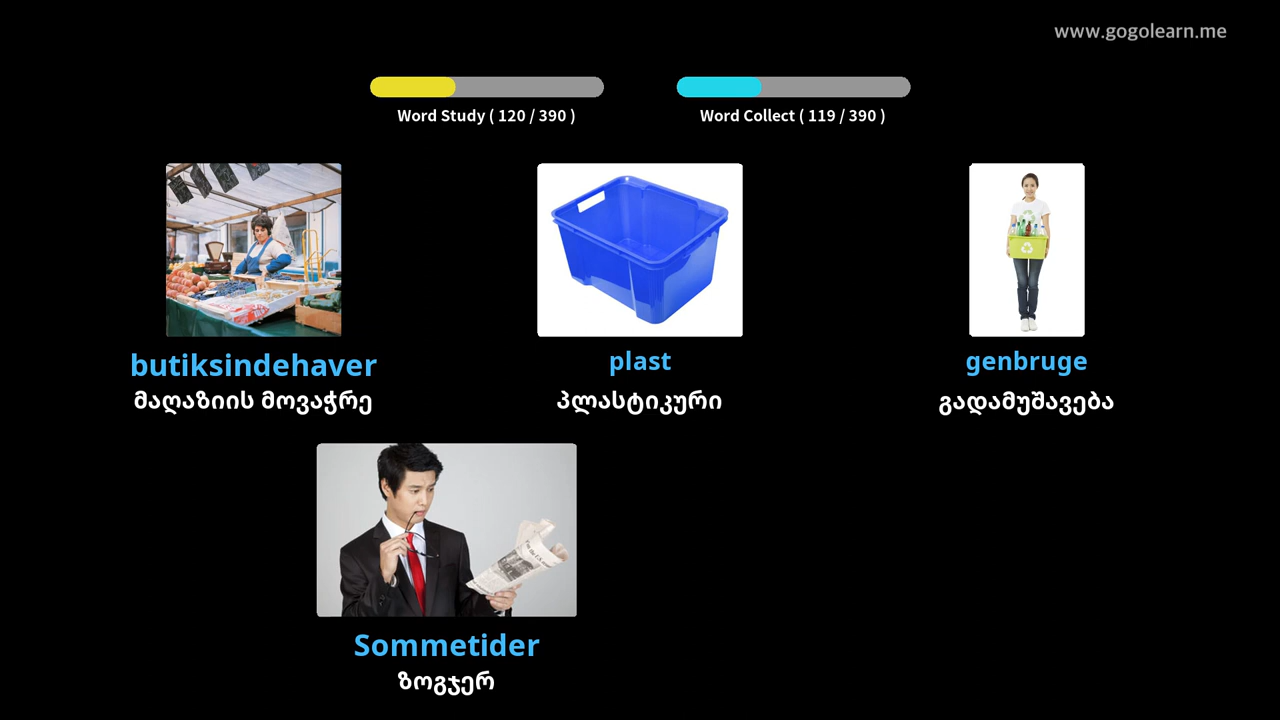 www.gogolearn.me
Word Study ( 120 / 390 )
Word Collect ( 119 / 390 )
butiksindehaver
plast
genbruge
მაღაზიის მოვაჭრე
პლასტიკური
გადამუშავება
Sommetider
ზოგჯერ